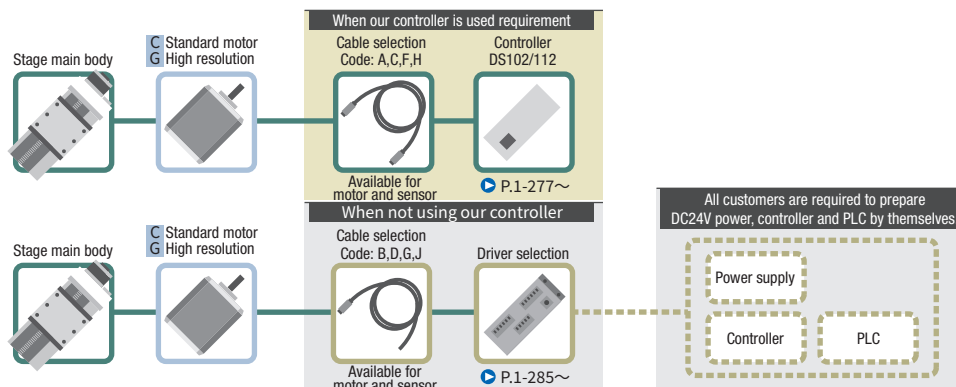 When our controller is used requirement
Stage main body
C Standard motor
G High resolution
Cable selection
Code: A,C,F,H
Controller
DS102/112
Available for
motor and sensor
P.1-277～
When not using our controller
Stage main body
C Standard motor
G High resolution
Cable selection
Code: B,D,G,J
Driver selection
Available for
motor and sensor
P.1-285～
All customers are required to prepare
DC24V power, controller and PLC by themselves
Power supply
Controller
PLC